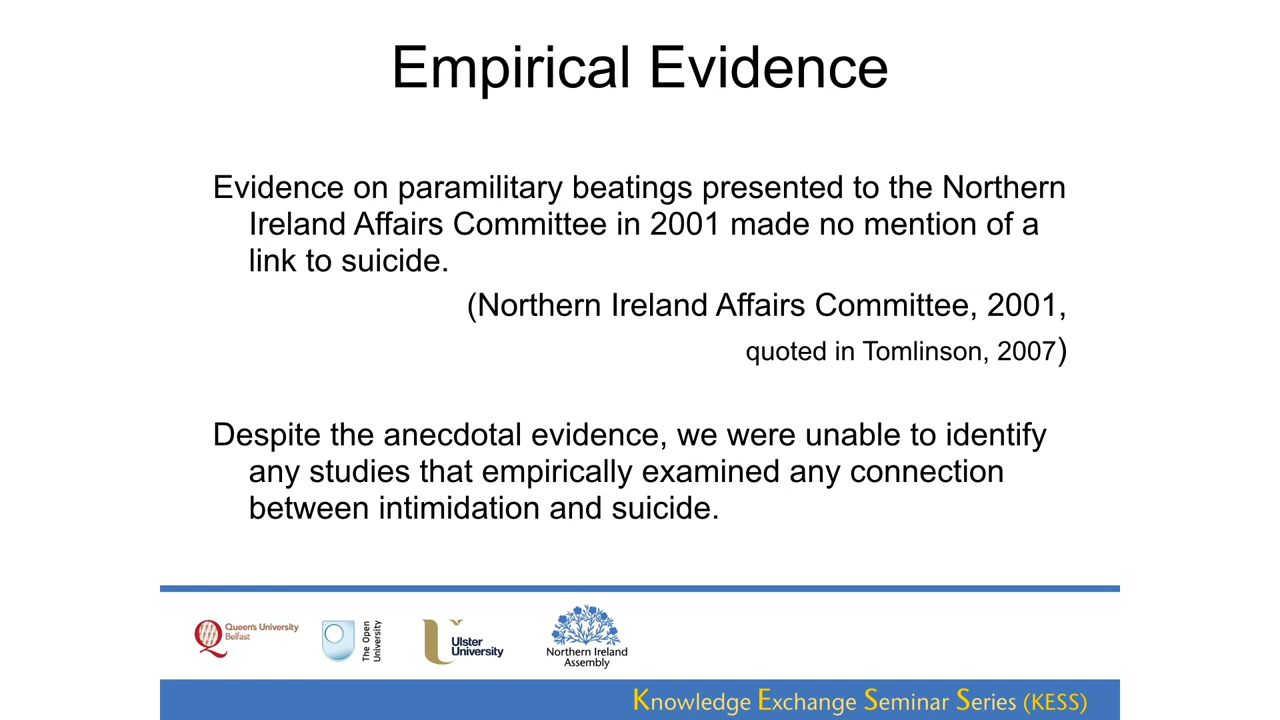 Empirical Evidence
Evidence on paramilitary beatings presented to the Northern
Ireland Affairs Committee in 2001 made no mention of a
link to suicide.
(Northern Ireland Affairs Committee, 2001,
quoted in Tomlinson, 2007)
Despite the anecdotal evidence, we were unable to identify
any studies that empirically examined any connection
between intimidation and suicide.
Queen's University
Belfast
The Open
University
Ulster
University
Northern Ireland
Assembly
Knowledge Exchange Seminar Series (KESS)